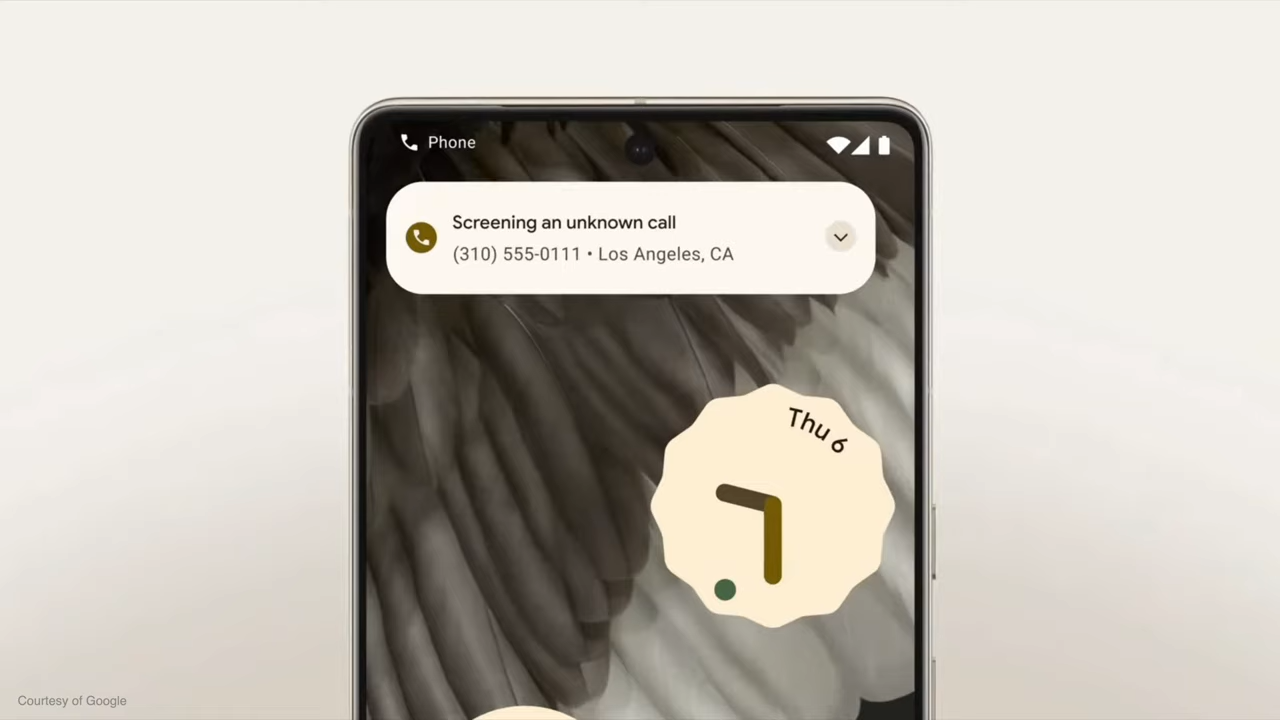 Phone
Screening an unknown call
(310) 555-0111 • Los Angeles, CA
Thu 6
Courtesy of Google